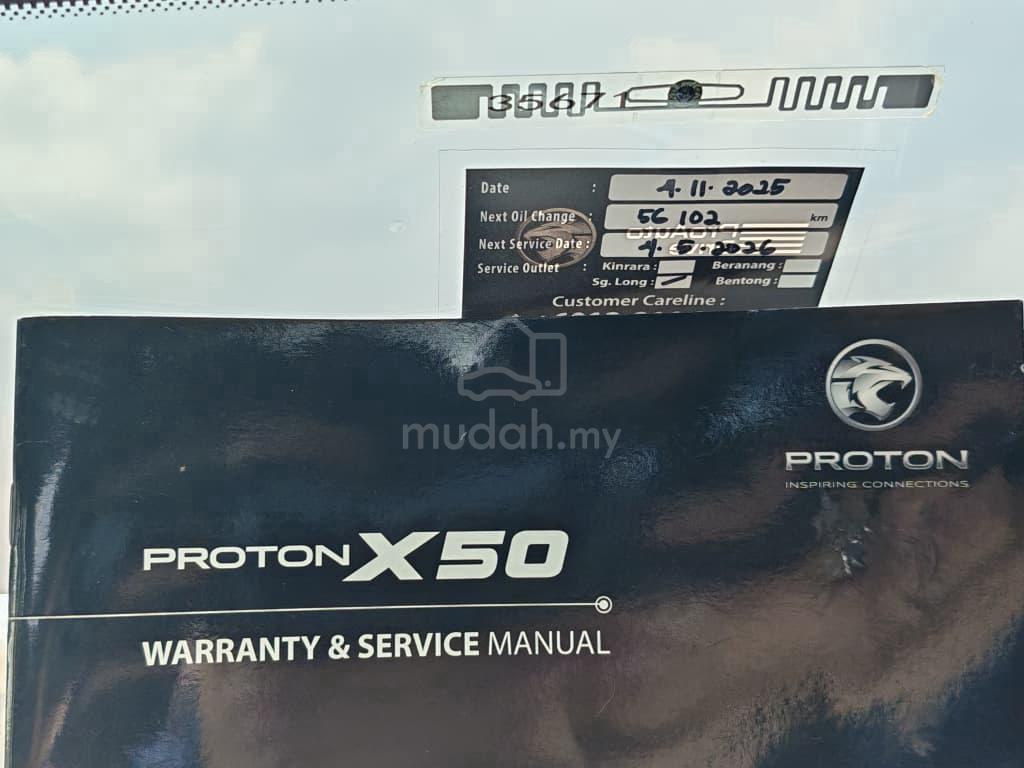 35671
Date : 4.11.2025
Next Oil Change : 56 102 km
Next Service Date : 4.5.2026
Service Outlet : Kinrara : Beranang :
Sg. Long : Bentong :
Customer Careline :
mudah.my
PROTON
INSPIRING CONNECTIONS
PROTON X50
WARRANTY & SERVICE MANUAL